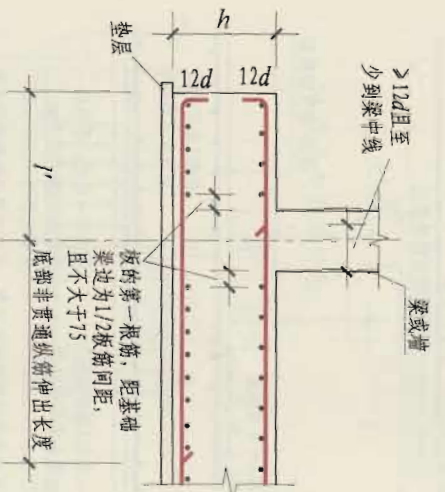 ≥12d且至
少到梁中线
梁或墙
h
12d
12d
垫层
l'
板的第一根筋，距基础
梁边为1/2板筋间距，
且不大于75
底部非贯通纵筋伸出长度